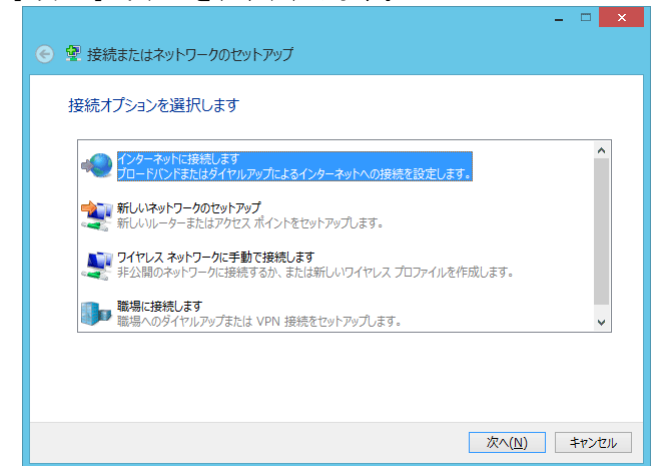 接続またはネットワークのセットアップ
接続オプションを選択します
インターネットに接続します
ブロードバンドまたはダイヤルアップによるインターネットへの接続を設定します。
新しいネットワークのセットアップ
新しいルーターまたはアクセス ポイントをセットアップします。
ワイヤレス ネットワークに手動で接続します
非公開のネットワークに接続するか、または新しいワイヤレス プロファイルを作成します。
職場に接続します
職場へのダイヤルアップまたは VPN 接続をセットアップします。
次へ(N)
キャンセル